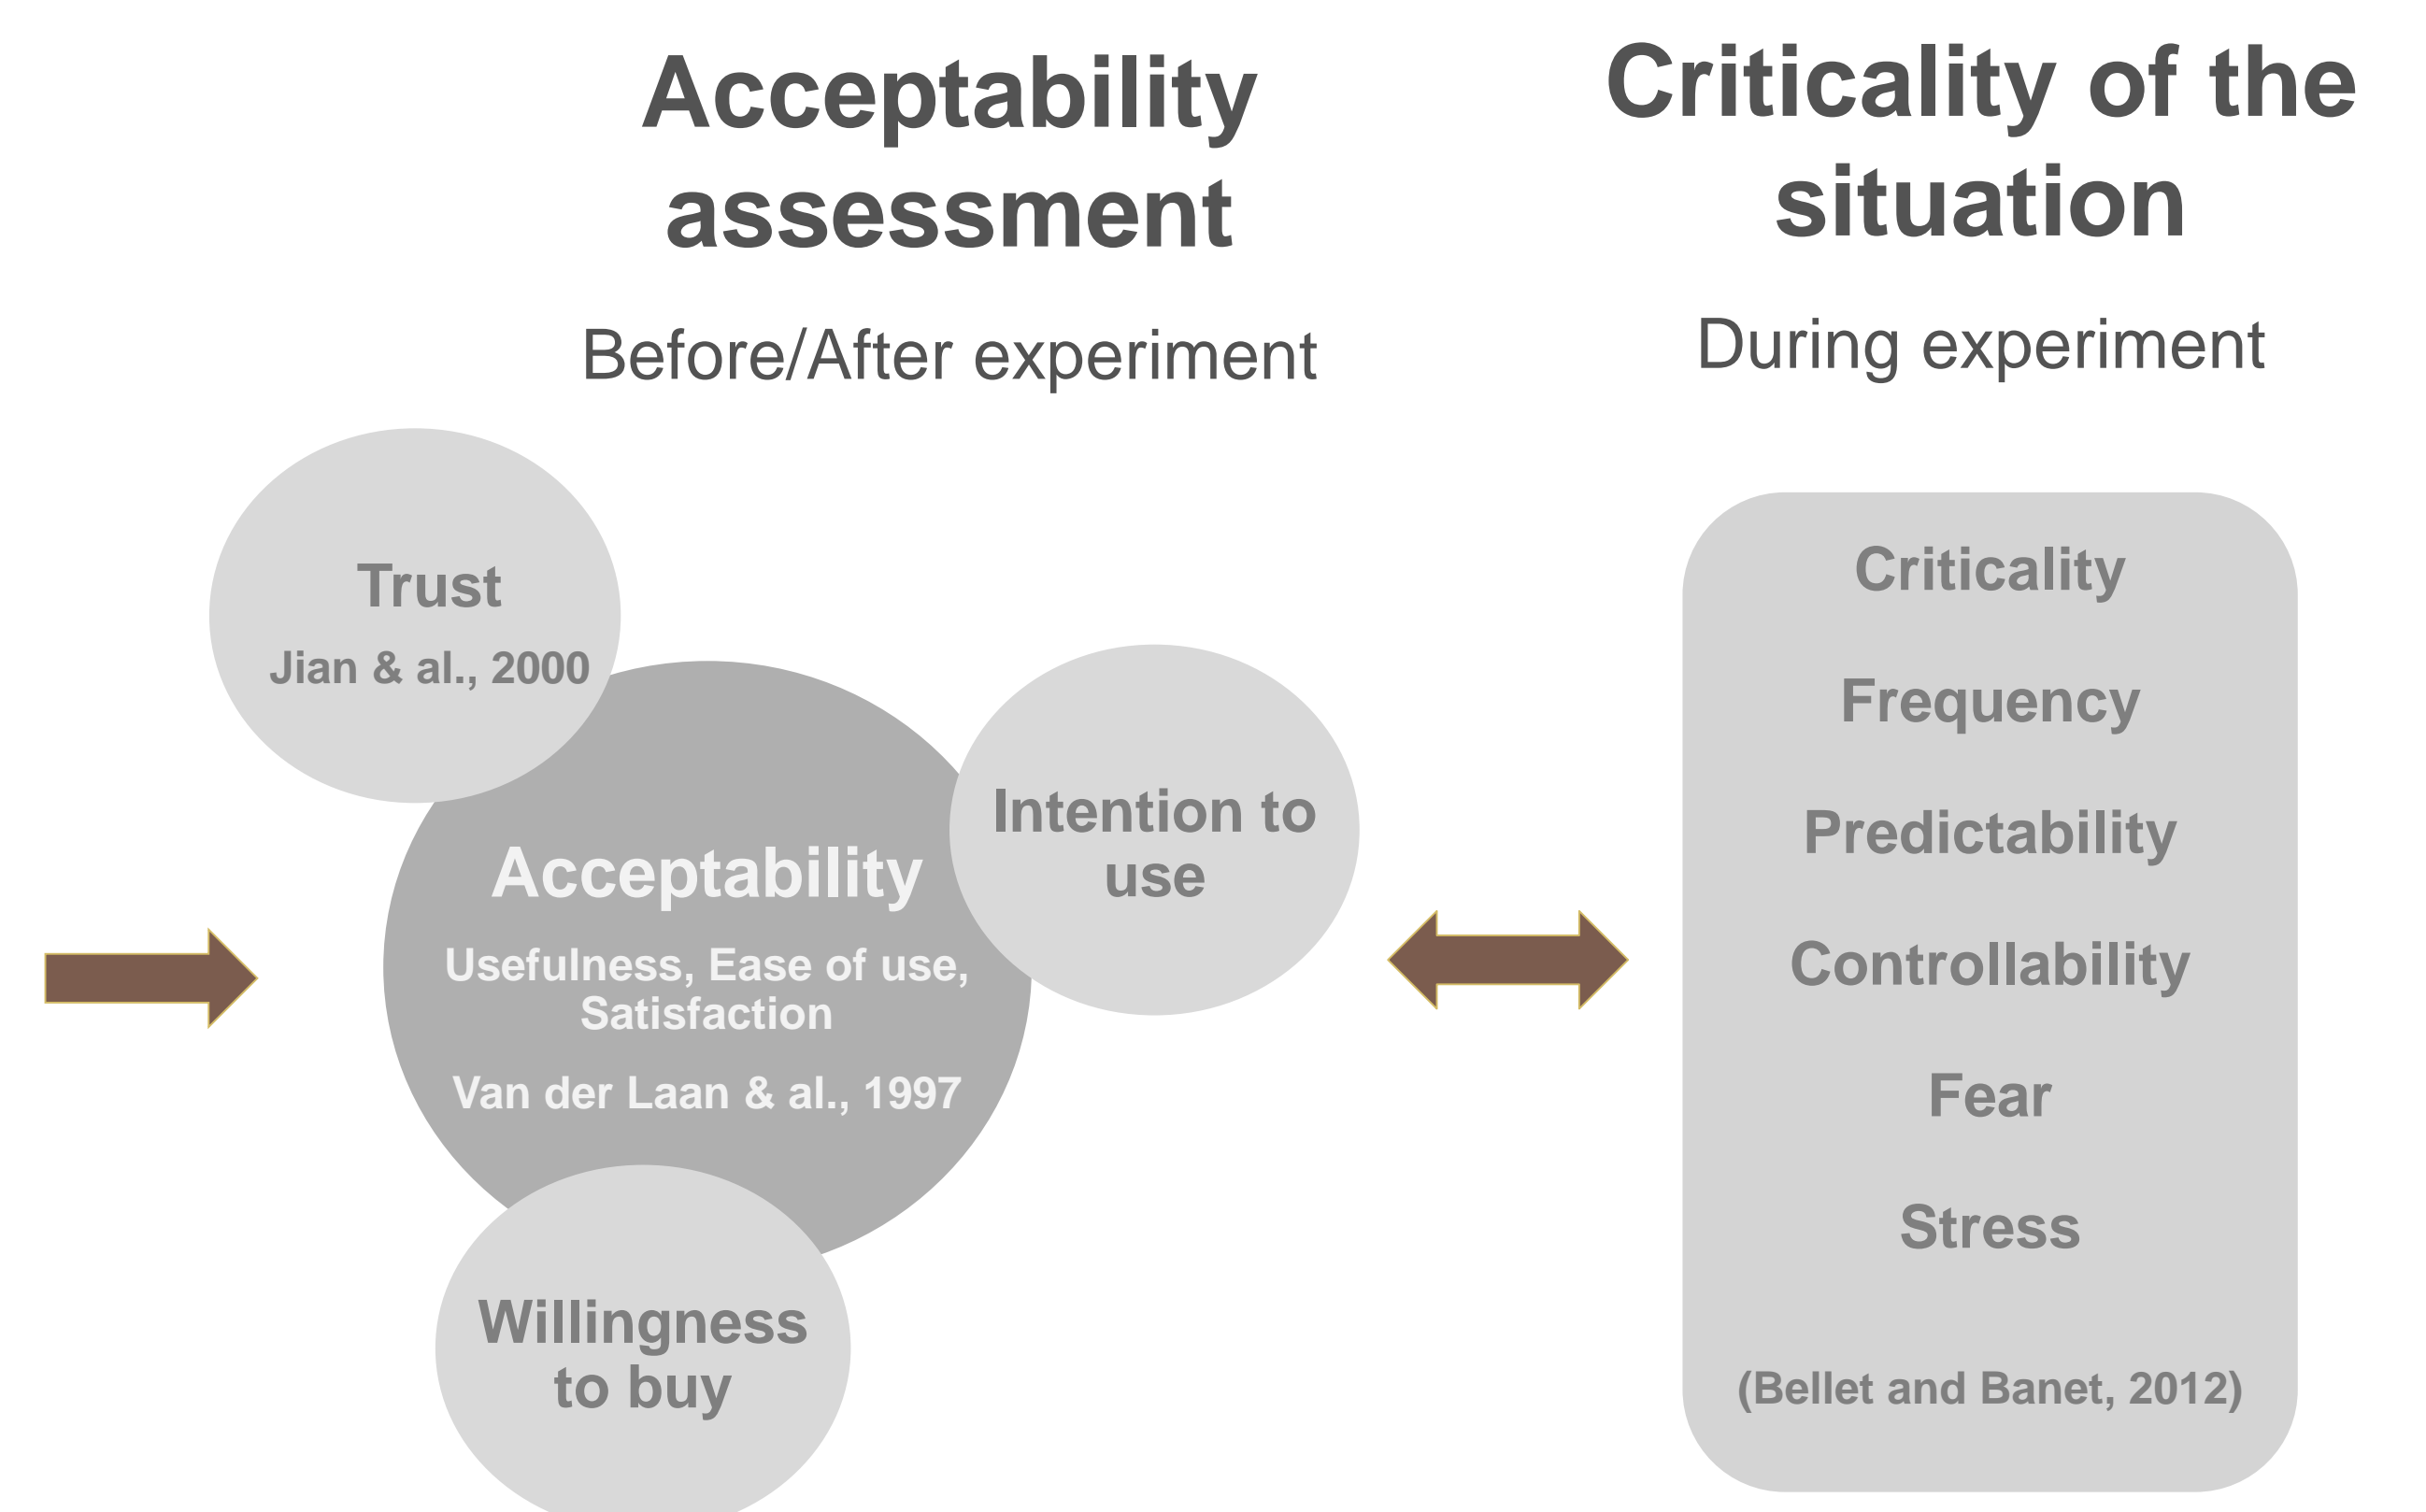 Acceptability
assessment
Before/After experiment
Trust
Jian & al., 2000
Acceptability
Usefulness, Ease of use,
Satisfaction
Van der Laan & al., 1997
Intention to
use
Willingness
to buy
Criticality of the
situation
During experiment
Criticality
Frequency
Predictability
Controllability
Fear
Stress
(Bellet and Banet, 2012)